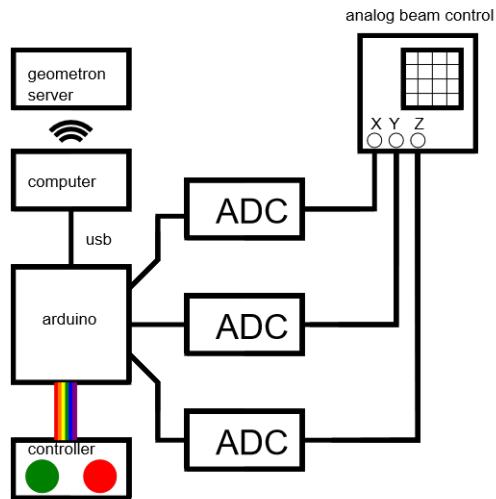 analog beam control
geometron
server
X Y Z
computer
ADC
usb
arduino
ADC
ADC
controller